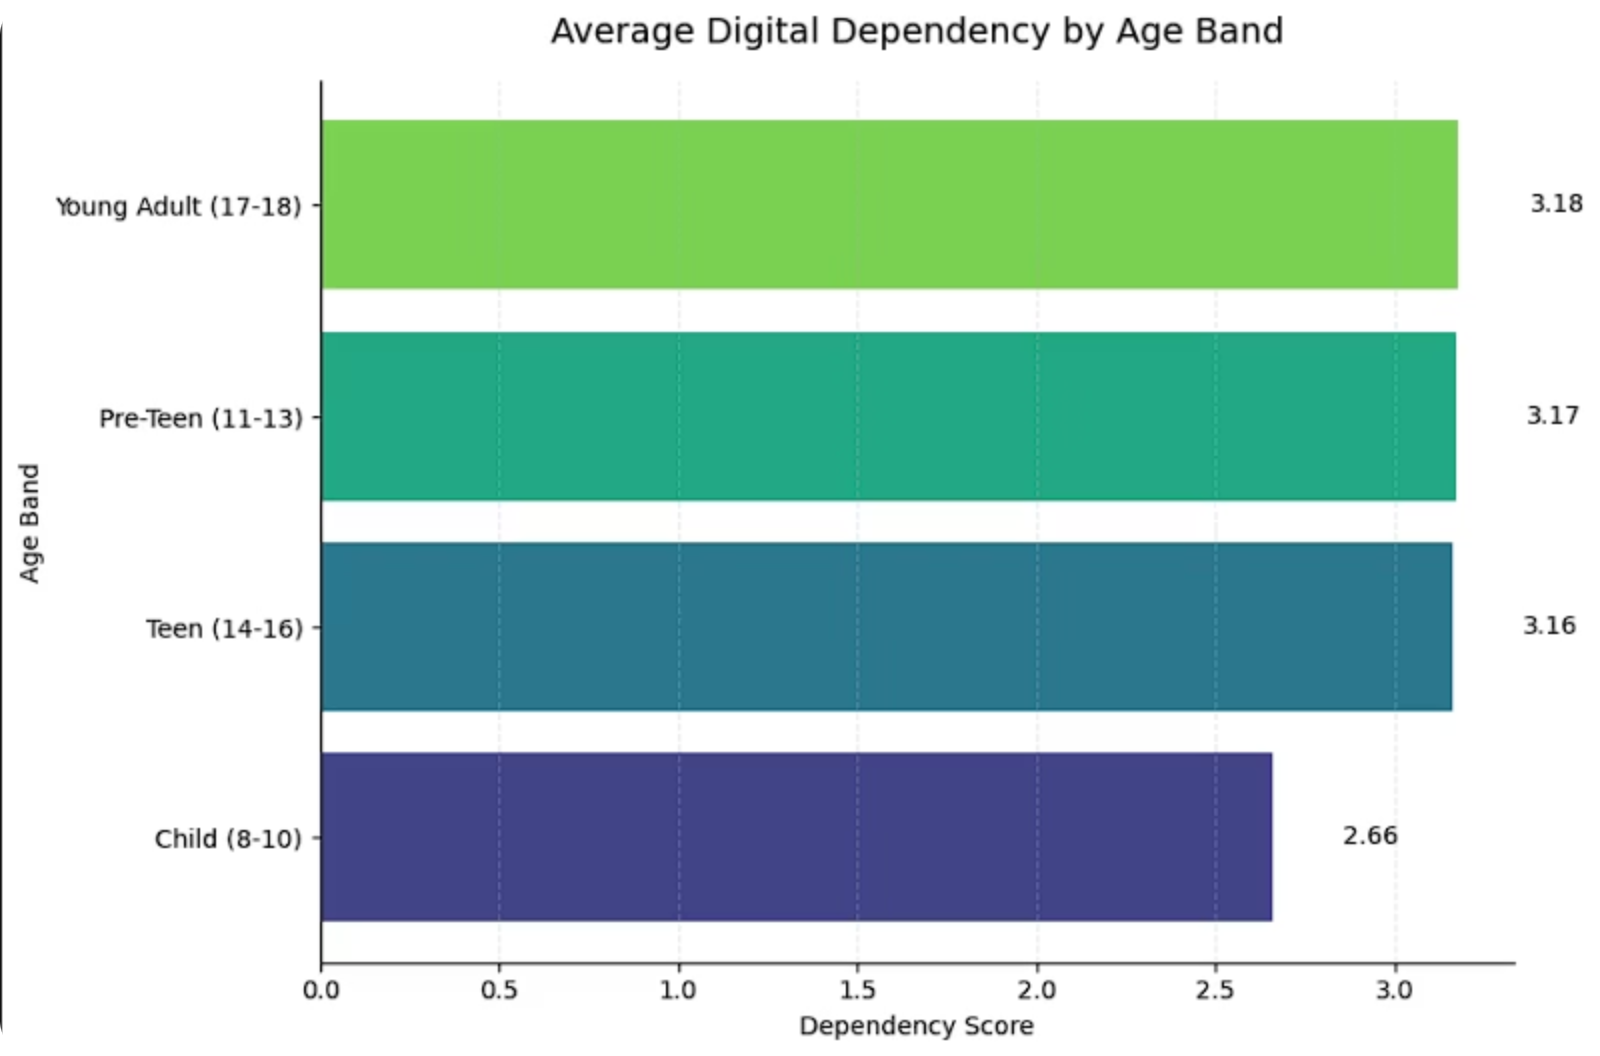 Average Digital Dependency by Age Band
Young Adult (17-18)
3.18
Pre-Teen (11-13)
3.17
Age Band
Teen (14-16)
3.16
Child (8-10)
2.66
0.0 0.5 1.0 1.5 2.0 2.5 3.0
Dependency Score